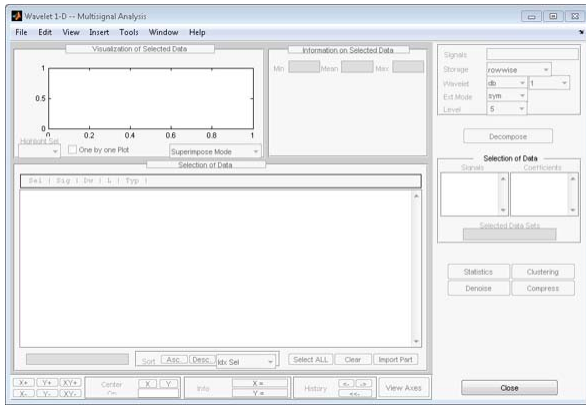 Wavelet 1-D -- Multisignal Analysis
File Edit View Insert Tools Window Help
Visualization of Selected Data
1
0.5
0
0 0.2 0.4 0.6 0.8 1
Highlight Sel
One by one Plot
Superimpose Mode
Information on Selected Data
Min Mean Max
Selection of Data
Sel | Sig | Dw | L | Typ |
Sort Asc. Desc. Idx Sel
Select ALL Clear Import Part
Signals
Storage rowwise
Wavelet db 1
Ext Mode sym
Level 5
Decompose
Selection of Data
Signals Coefficients
Selected Data Sets
Statistics Clustering
Denoise Compress
X+ Y+ XY+
X- Y- XY-
Center
On
X Y
Info
X =
Y =
History
<- ->
<<-
View Axes
Close